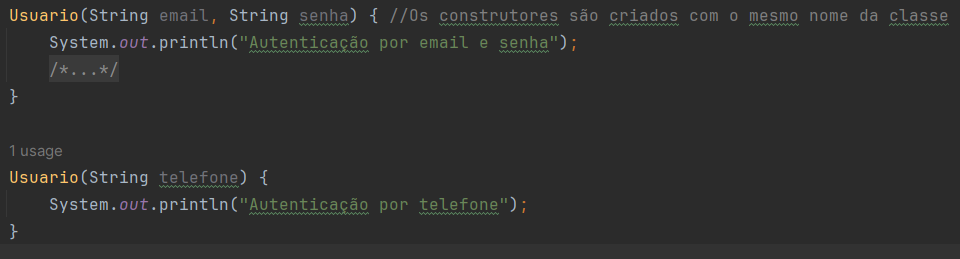 Usuario(String email, String senha) { //Os construtores são criados com o mesmo nome da classe
System.out.println("Autenticação por email e senha");
/*...*/
}
1 usage
Usuario(String telefone) {
System.out.println("Autenticação por telefone");
}